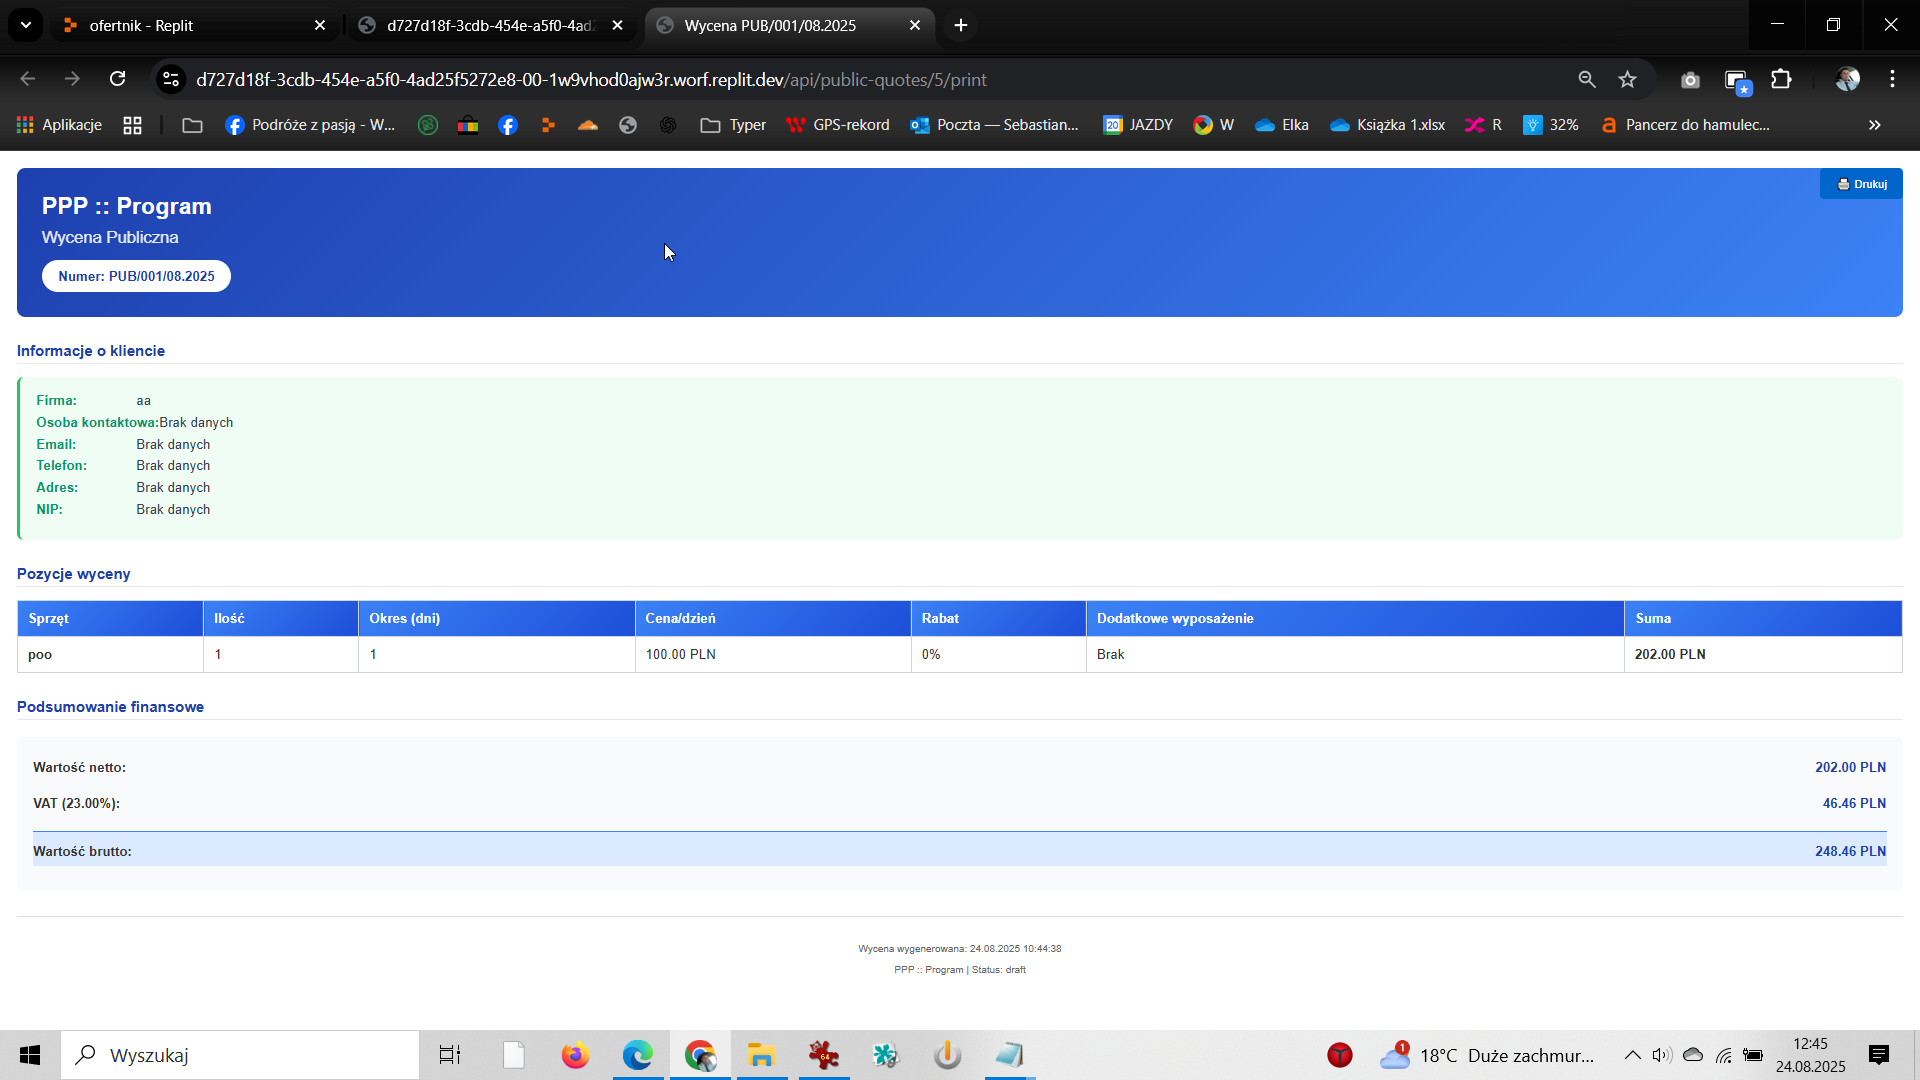 ofertnik - Replit
d727d18f-3cdb-454e-a5f0-4ad2
Wycena PUB/001/08.2025
d727d18f-3cdb-454e-a5f0-4ad25f5272e8-00-1w9vhod0ajw3r.worf.replit.dev/api/public-quotes/5/print
Aplikacje
Podróże z pasją - W...
Typer
GPS-rekord
Poczta — Sebastian...
20 JAZDY
W
Elka
Książka 1.xlsx
R
32%
a Pancerz do hamulec...
»
PPP :: Program
Drukuj
Wycena Publiczna
Numer: PUB/001/08.2025
Informacje o kliencie
Firma: aa
Osoba kontaktowa:Brak danych
Email: Brak danych
Telefon: Brak danych
Adres: Brak danych
NIP: Brak danych
Pozycje wyceny
Sprzęt Ilość Okres (dni) Cena/dzień Rabat Dodatkowe wyposażenie Suma
poo 1 1 100.00 PLN 0% Brak 202.00 PLN
Podsumowanie finansowe
Wartość netto: 202.00 PLN
VAT (23.00%): 46.46 PLN
Wartość brutto: 248.46 PLN
Wycena wygenerowana: 24.08.2025 10:44:38
PPP :: Program | Status: draft
Wyszukaj
64
1
18°C Duże zachmur...
12:45
24.08.2025